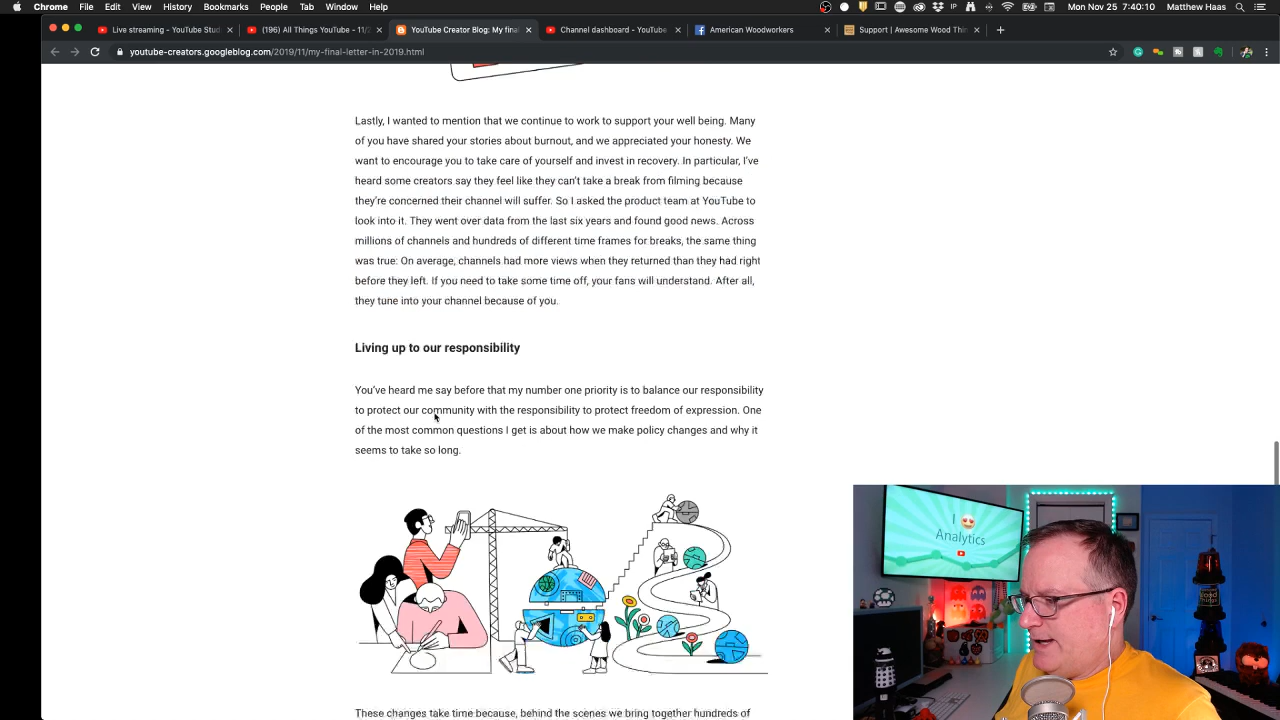 Chrome File Edit View History Bookmarks People Tab Window Help
Mon Nov 25 7:40:10 Matthew Haas
Live streaming - YouTube Stud
(196) All Things YouTube - 11/2
YouTube Creator Blog: My final
Channel dashboard - YouTube
American Woodworkers
Support | Awesome Wood Thin
youtube-creators.googleblog.com/2019/11/my-final-letter-in-2019.html
Lastly, I wanted to mention that we continue to work to support your well being. Many
of you have shared your stories about burnout, and we appreciated your honesty. We
want to encourage you to take care of yourself and invest in recovery. In particular, I've
heard some creators say they feel like they can't take a break from filming because
they're concerned their channel will suffer. So I asked the product team at YouTube to
look into it. They went over data from the last six years and found good news. Across
millions of channels and hundreds of different time frames for breaks, the same thing
was true: On average, channels had more views when they returned than they had right
before they left. If you need to take some time off, your fans will understand. After all,
they tune into your channel because of you.
Living up to our responsibility
You've heard me say before that my number one priority is to balance our responsibility
to protect our community with the responsibility to protect freedom of expression. One
of the most common questions I get is about how we make policy changes and why it
seems to take so long.
I
Analytics
These changes take time because, behind the scenes we bring together hundreds of